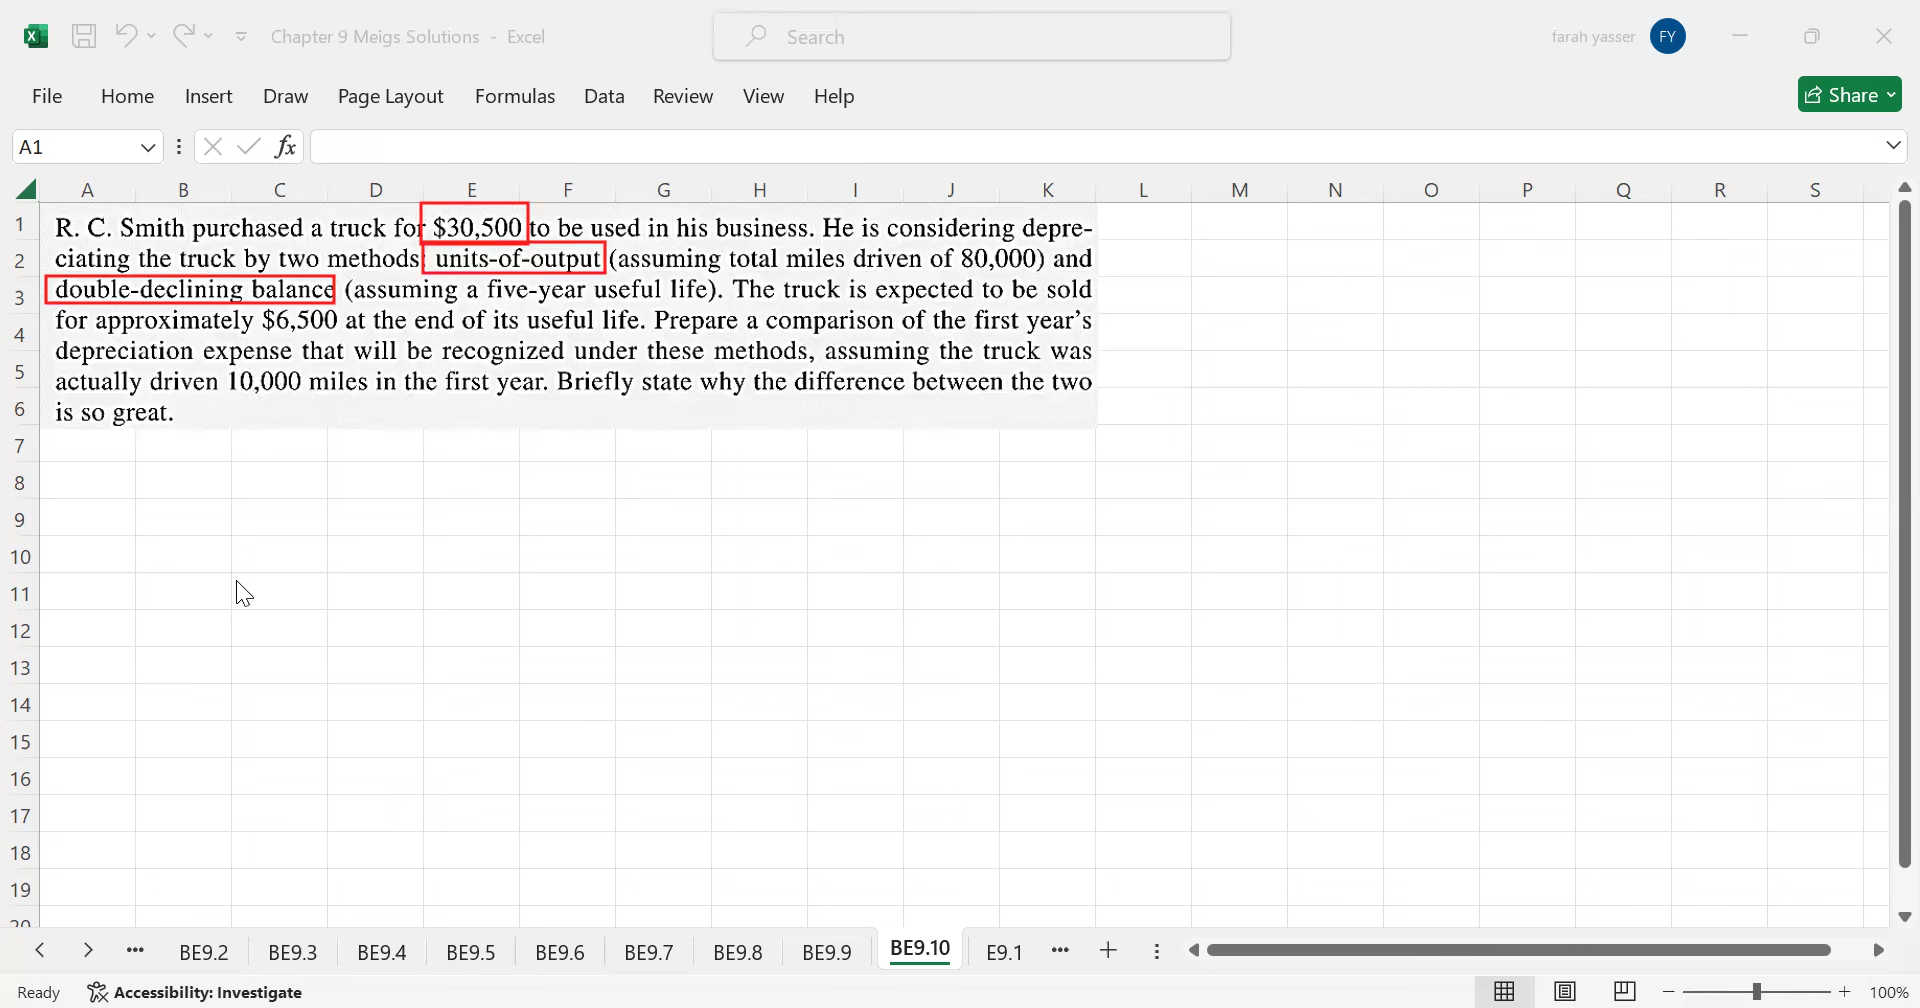 Chapter 9 Meigs Solutions - Excel
Search
farah yasser
FY
File Home Insert Draw Page Layout Formulas Data Review View Help
Share
A1
fx
A B C D E F G H I J K L M N O P Q R S
1
2
3
4
5
6
7
8
9
10
11
12
13
14
15
16
17
18
19
20
R. C. Smith purchased a truck for $30,500 to be used in his business. He is considering depre-
ciating the truck by two methods: units-of-output (assuming total miles driven of 80,000) and
double-declining balance (assuming a five-year useful life). The truck is expected to be sold
for approximately $6,500 at the end of its useful life. Prepare a comparison of the first year's
depreciation expense that will be recognized under these methods, assuming the truck was
actually driven 10,000 miles in the first year. Briefly state why the difference between the two
is so great.
BE9.2 BE9.3 BE9.4 BE9.5 BE9.6 BE9.7 BE9.8 BE9.9 BE9.10 E9.1
Ready
Accessibility: Investigate
100%